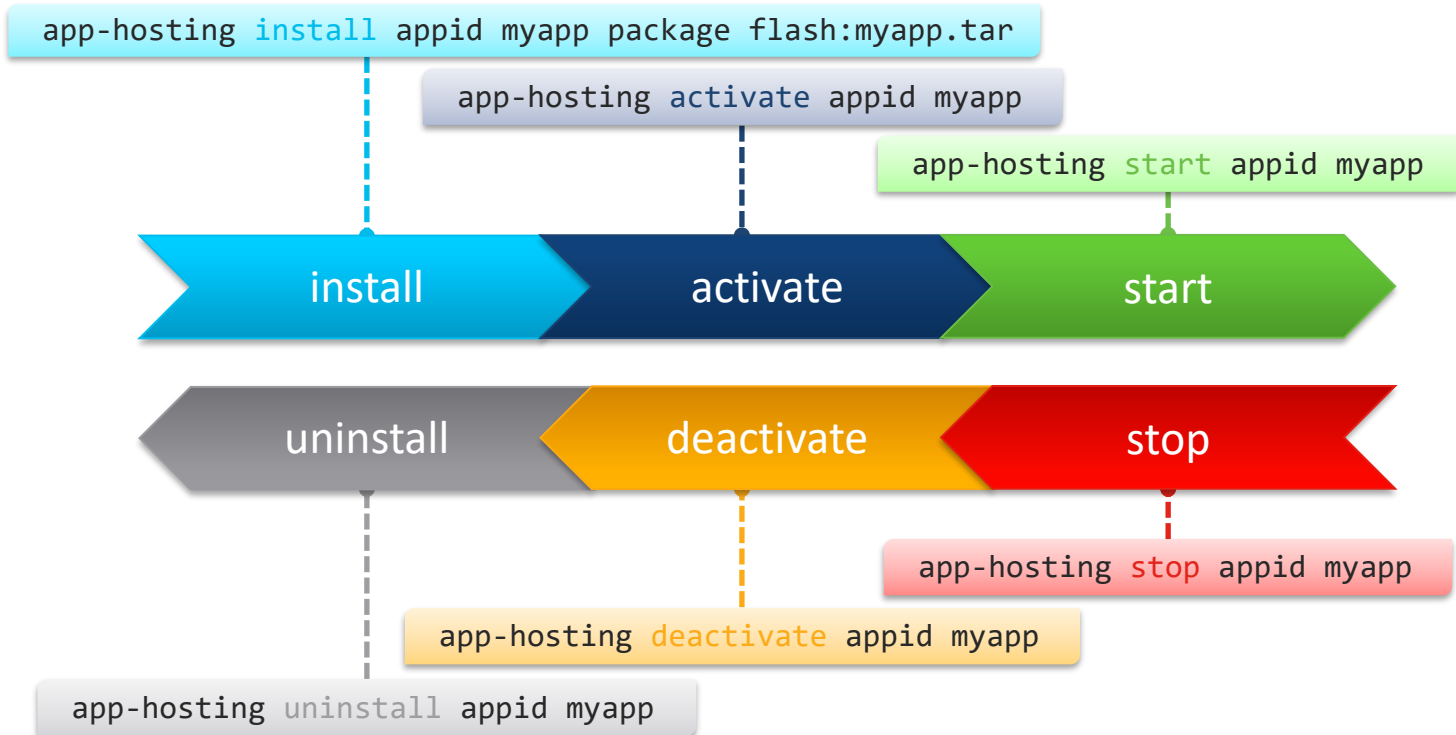 app-hosting install appid myapp package flash:myapp.tar
app-hosting activate appid myapp
app-hosting start appid myapp
install
activate
start
uninstall
deactivate
stop
app-hosting stop appid myapp
app-hosting deactivate appid myapp
app-hosting uninstall appid myapp